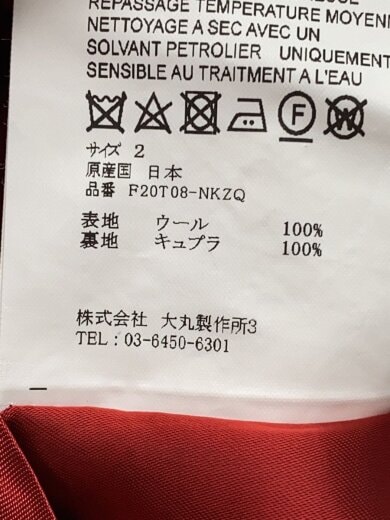 REPASSAGE TEMPERATURE MOYENNE
NETTOYAGE A SEC AVEC UN
SOLVANT PETROLIER UNIQUEMENT
SENSIBLE AU TRAITMENT A L'EAU
F W
サイズ 2
原産国 日本
品番 F20T08-NKZQ
表地 ウール 100%
裏地 キュプラ 100%
株式会社 大丸製作所3
TEL:03-6450-6301